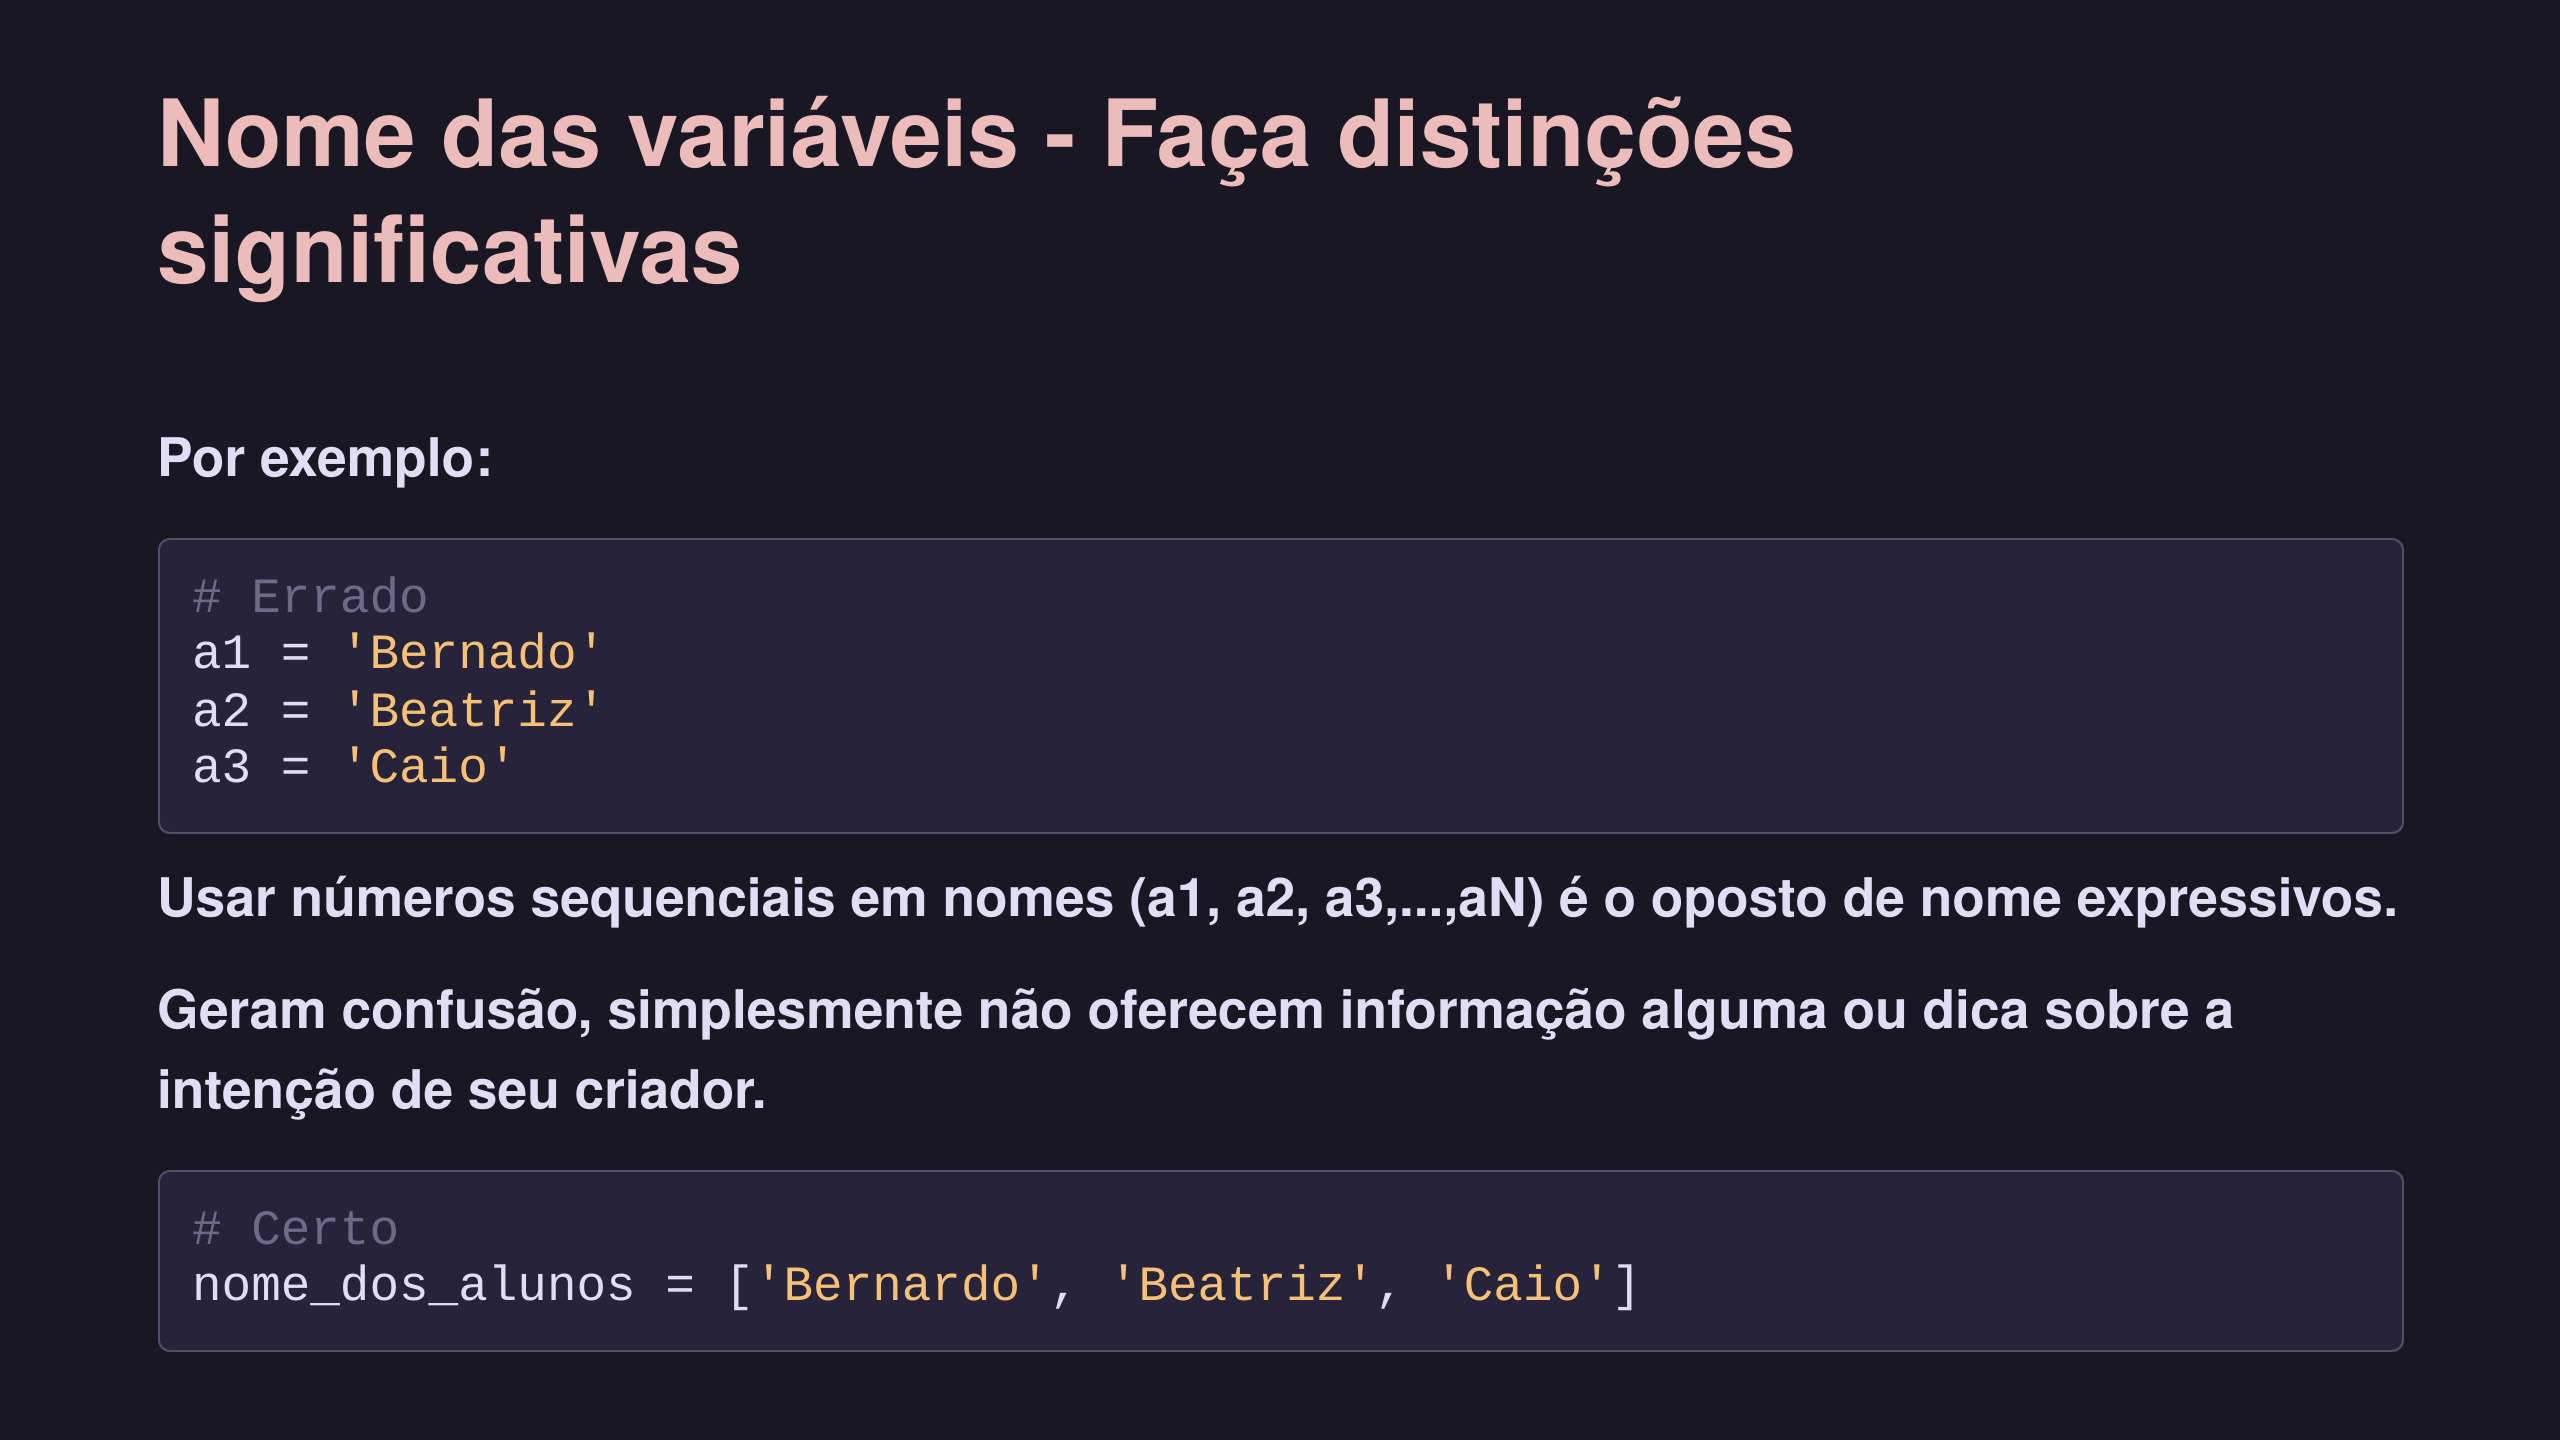 Nome das variáveis - Faça distinções
significativas
Por exemplo:
# Errado
a1 = 'Bernado'
a2 = 'Beatriz'
a3 = 'Caio'
Usar números sequenciais em nomes (a1, a2, a3,...,aN) é o oposto de nome expressivos.
Geram confusão, simplesmente não oferecem informação alguma ou dica sobre a
intenção de seu criador.
# Certo
nome_dos_alunos = ['Bernardo', 'Beatriz', 'Caio']